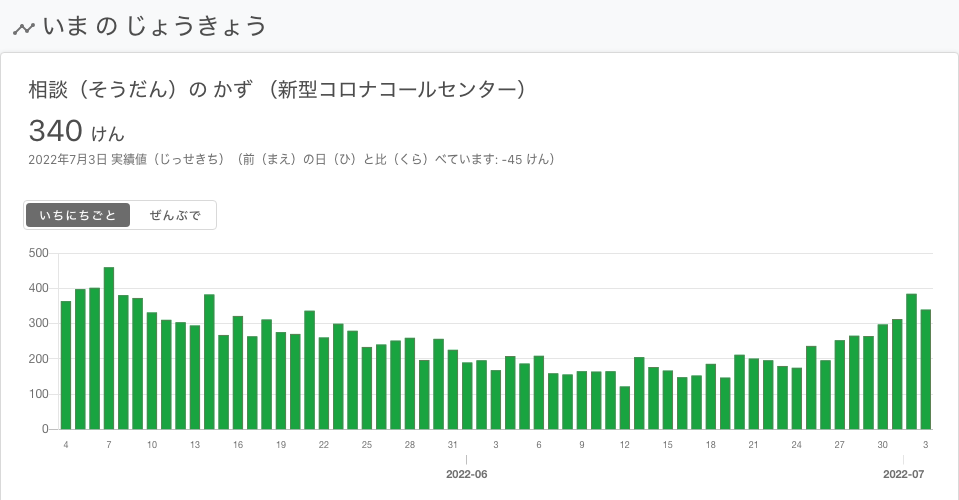 いま の じょうきょう
相談（そうだん）の かず （新型コロナコールセンター）
340 けん
2022年7月3日 実績値（じっせきち）（前（まえ）の日（ひ）と比（くら）べています: -45 けん）
いちにちごと ぜんぶで
500
400
300
200
100
0
4 7 10 13 16 19 22 25 28 31 3 6 9 12 15 18 21 24 27 30 3
2022-06 2022-07